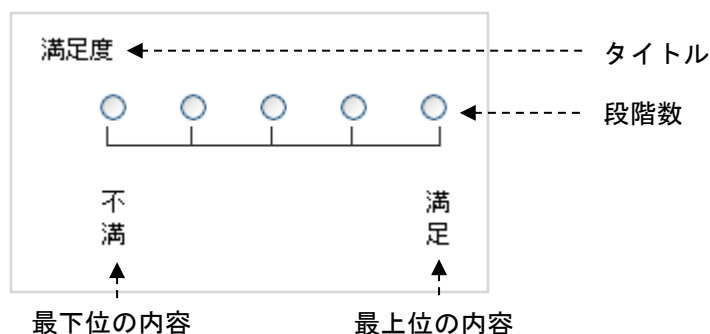 満足度
タイトル
段階数
不満
満足
最下位の内容
最上位の内容